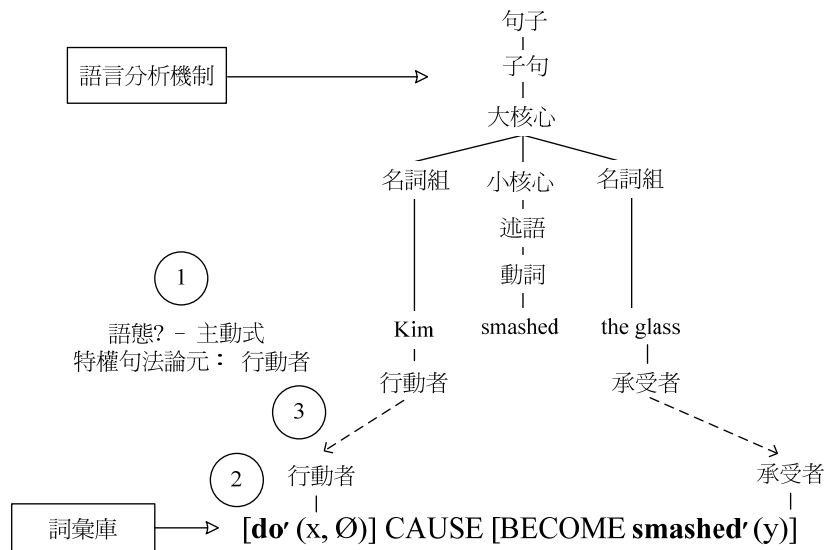 句子
子句
語言分析機制
大核心
名詞組 小核心 名詞組
述語
1
動詞
語態? - 主動式
Kim smashed the glass
特權句法論元： 行動者
行動者 承受者
3
2
行動者 承受者
詞彙庫
[do′ (x, Ø)] CAUSE [BECOME smashed′ (y)]